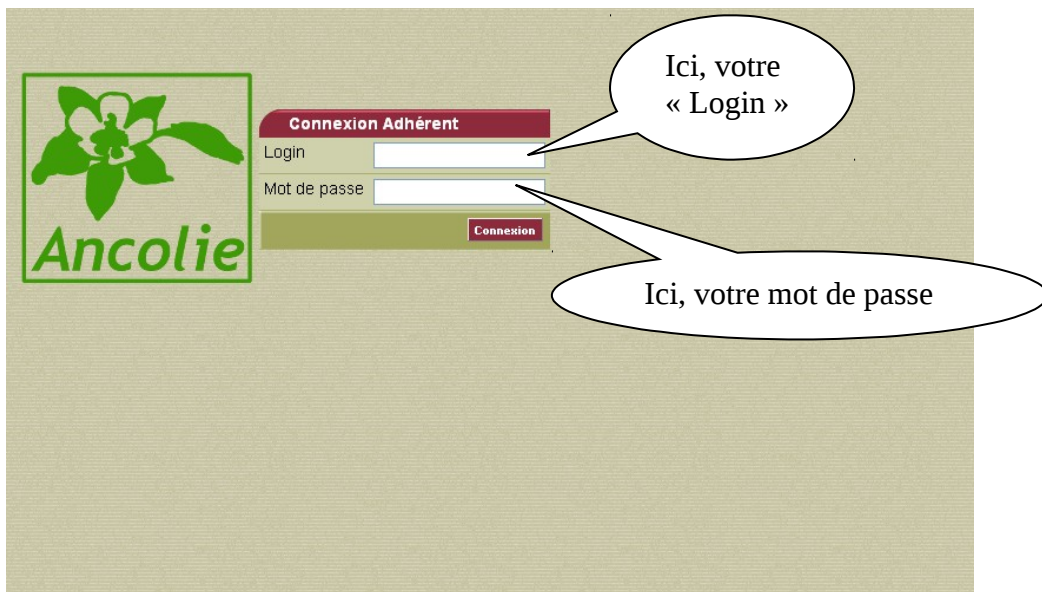 Ici, votre
« Login »
Connexion Adhérent
Login
Mot de passe
Connexion
Ancolie
Ici, votre mot de passe